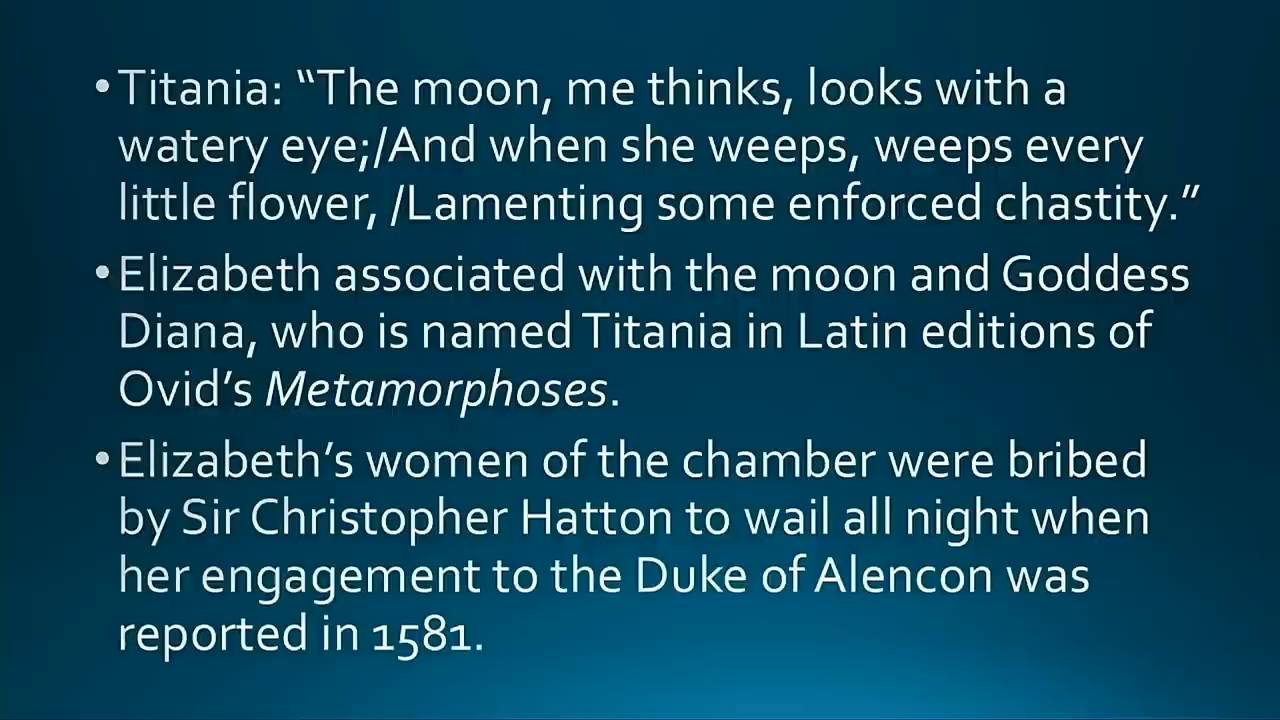 •Titania: “The moon, me thinks, looks with a
watery eye;/And when she weeps, weeps every
little flower, /Lamenting some enforced chastity.”
•Elizabeth associated with the moon and Goddess
Diana, who is named Titania in Latin editions of
Ovid’s Metamorphoses.
•Elizabeth’s women of the chamber were bribed
by Sir Christopher Hatton to wail all night when
her engagement to the Duke of Alencon was
reported in 1581.